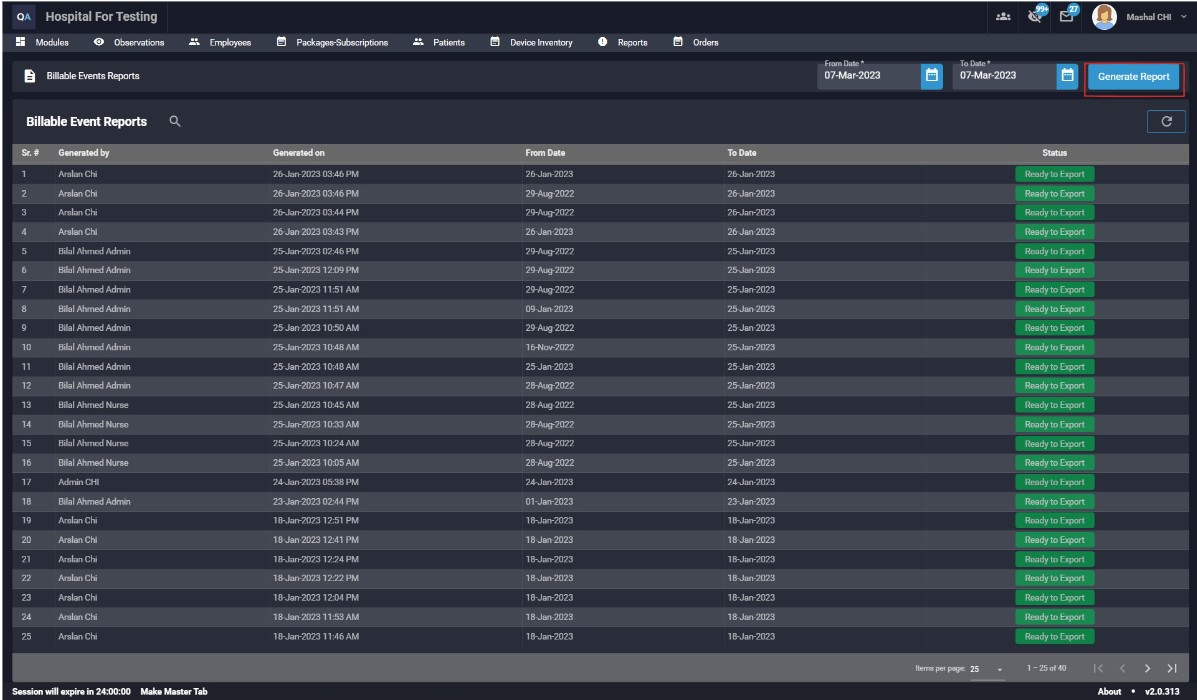 QA Hospital For Testing 99+ 27 Mashal CHI
Modules Observations Employees Packages-Subscriptions Patients Device Inventory Reports Orders
Billable Events Reports From Date * 07-Mar-2023 To Date * 07-Mar-2023 Generate Report
Billable Event Reports
Sr. # Generated by Generated on From Date To Date Status
1 Arslan Chi 26-Jan-2023 03:46 PM 26-Jan-2023 26-Jan-2023 Ready to Export
2 Arslan Chi 26-Jan-2023 03:46 PM 29-Aug-2022 26-Jan-2023 Ready to Export
3 Arslan Chi 26-Jan-2023 03:44 PM 29-Aug-2022 26-Jan-2023 Ready to Export
4 Arslan Chi 26-Jan-2023 03:43 PM 26-Jan-2023 26-Jan-2023 Ready to Export
5 Bilal Ahmed Admin 25-Jan-2023 02:46 PM 29-Aug-2022 25-Jan-2023 Ready to Export
6 Bilal Ahmed Admin 25-Jan-2023 12:09 PM 29-Aug-2022 25-Jan-2023 Ready to Export
7 Bilal Ahmed Admin 25-Jan-2023 11:51 AM 29-Aug-2022 25-Jan-2023 Ready to Export
8 Bilal Ahmed Admin 25-Jan-2023 11:51 AM 09-Jan-2023 25-Jan-2023 Ready to Export
9 Bilal Ahmed Admin 25-Jan-2023 10:50 AM 29-Aug-2022 25-Jan-2023 Ready to Export
10 Bilal Ahmed Admin 25-Jan-2023 10:48 AM 16-Nov-2022 25-Jan-2023 Ready to Export
11 Bilal Ahmed Admin 25-Jan-2023 10:48 AM 25-Jan-2023 25-Jan-2023 Ready to Export
12 Bilal Ahmed Admin 25-Jan-2023 10:47 AM 28-Aug-2022 25-Jan-2023 Ready to Export
13 Bilal Ahmed Nurse 25-Jan-2023 10:45 AM 28-Aug-2022 25-Jan-2023 Ready to Export
14 Bilal Ahmed Nurse 25-Jan-2023 10:33 AM 28-Aug-2022 25-Jan-2023 Ready to Export
15 Bilal Ahmed Nurse 25-Jan-2023 10:24 AM 28-Aug-2022 25-Jan-2023 Ready to Export
16 Bilal Ahmed Nurse 25-Jan-2023 10:05 AM 28-Aug-2022 25-Jan-2023 Ready to Export
17 Admin CHI 24-Jan-2023 05:38 PM 24-Jan-2023 24-Jan-2023 Ready to Export
18 Bilal Ahmed Admin 23-Jan-2023 02:44 PM 01-Jan-2023 23-Jan-2023 Ready to Export
19 Arslan Chi 18-Jan-2023 12:51 PM 18-Jan-2023 18-Jan-2023 Ready to Export
20 Arslan Chi 18-Jan-2023 12:41 PM 18-Jan-2023 18-Jan-2023 Ready to Export
21 Arslan Chi 18-Jan-2023 12:24 PM 18-Jan-2023 18-Jan-2023 Ready to Export
22 Arslan Chi 18-Jan-2023 12:22 PM 18-Jan-2023 18-Jan-2023 Ready to Export
23 Arslan Chi 18-Jan-2023 12:04 PM 18-Jan-2023 18-Jan-2023 Ready to Export
24 Arslan Chi 18-Jan-2023 11:53 AM 18-Jan-2023 18-Jan-2023 Ready to Export
25 Arslan Chi 18-Jan-2023 11:46 AM 18-Jan-2023 18-Jan-2023 Ready to Export
Items per page: 25 1 – 25 of 40
Session will expire in 24:00:00 Make Master Tab About • v2.0.313